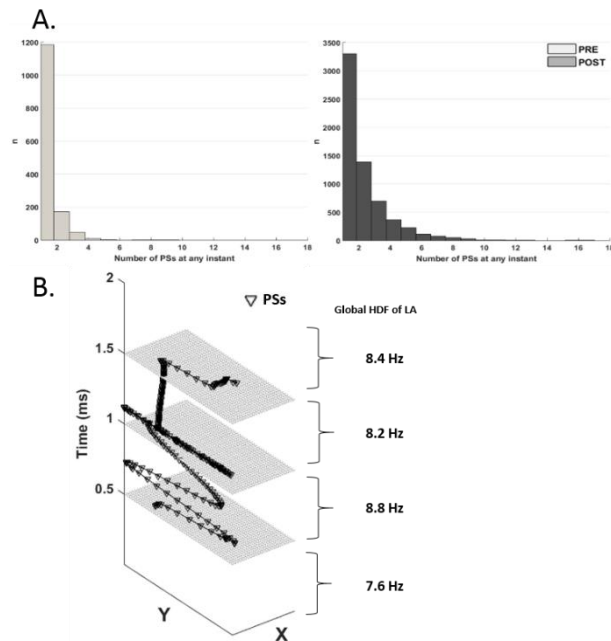 A.
1200
1000
800
600
400
200
0
n
2 4 6 8 10 12 14 16 18
Number of PSs at any instant
3500
3000
2500
2000
1500
1000
500
0
n
2 4 6 8 10 12 14 16 18
Number of PSs at any instant
PRE
POST
B.
2
1.5
1
0.5
Time (ms)
Y
X
PSs
Global HDF of LA
8.4 Hz
8.2 Hz
8.8 Hz
7.6 Hz